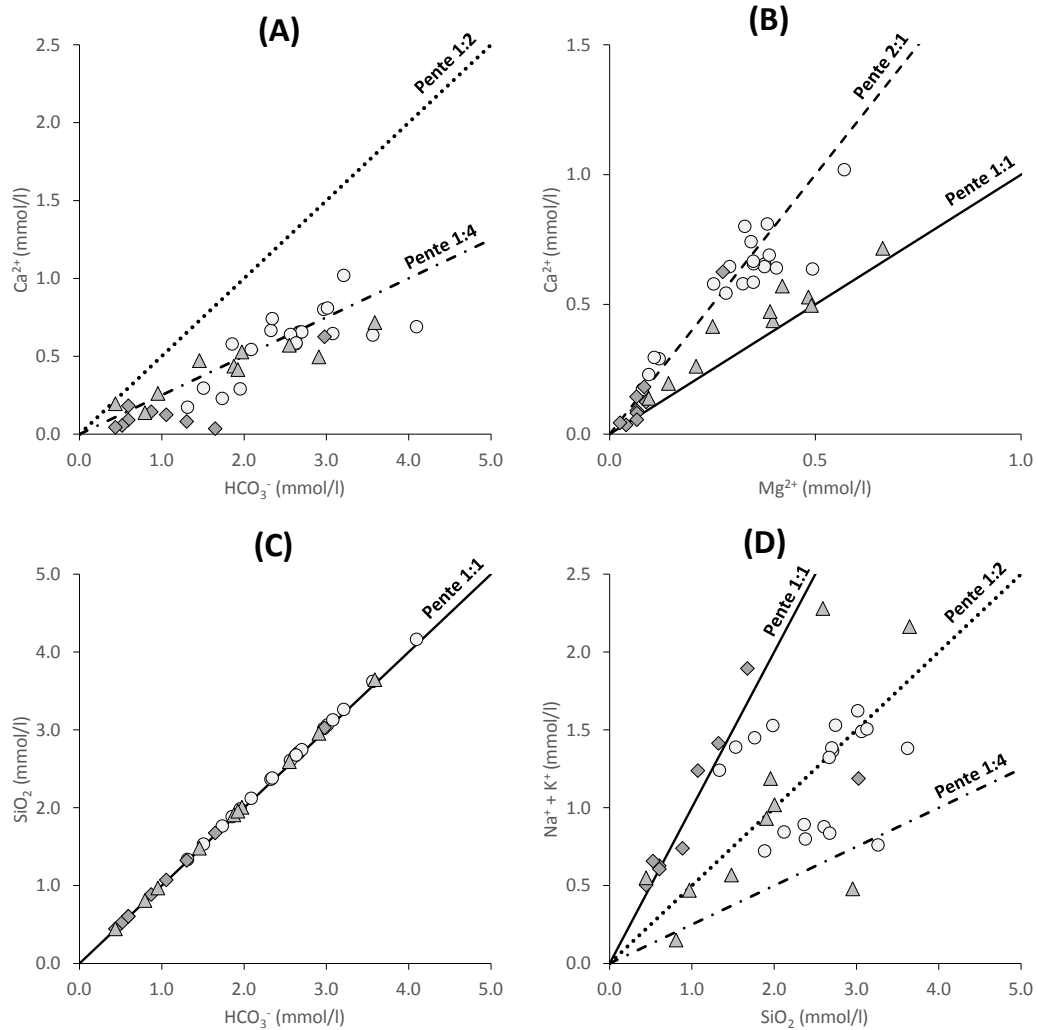 (A)
2.5
2.0
1.5
1.0
0.5
0.0
Ca²⁺ (mmol/l)
Pente 1:2
Pente 1:4
0.0 1.0 2.0 3.0 4.0 5.0
HCO₃⁻ (mmol/l)
(B)
1.5
1.0
0.5
0.0
Ca²⁺ (mmol/l)
Pente 2:1
Pente 1:1
0.0 0.5 1.0
Mg²⁺ (mmol/l)
(C)
5.0
4.0
3.0
2.0
1.0
0.0
SiO₂ (mmol/l)
Pente 1:1
0.0 1.0 2.0 3.0 4.0 5.0
HCO₃⁻ (mmol/l)
(D)
2.5
2.0
1.5
1.0
0.5
0.0
Na⁺ + K⁺ (mmol/l)
Pente 1:1
Pente 1:2
Pente 1:4
0.0 1.0 2.0 3.0 4.0 5.0
SiO₂ (mmol/l)